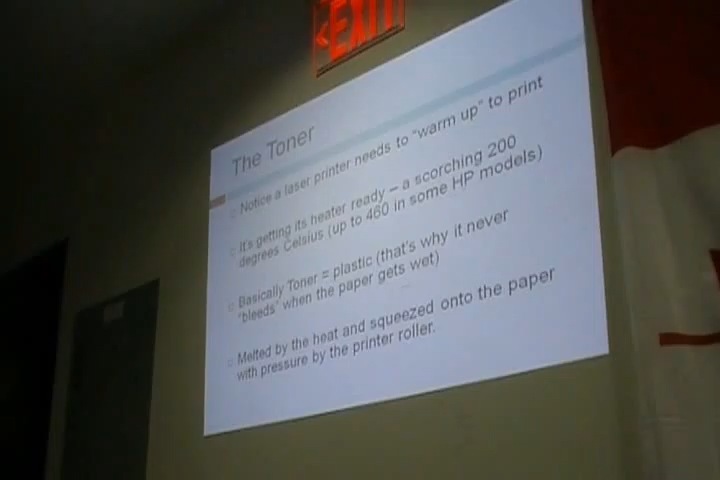 EXIT
The Toner
Notice a laser printer needs to "warm up" to print
It's getting its heater ready – a scorching 200
degrees Celsius (up to 460 in some HP models)
Basically Toner = plastic (that's why it never
"bleeds" when the paper gets wet)
Melted by the heat and squeezed onto the paper
with pressure by the printer roller.